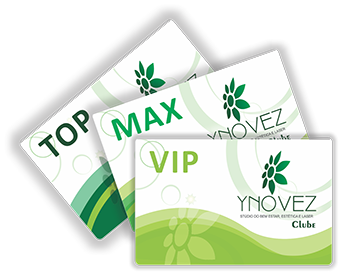 TOP
MAX
YNOVEZ
Clube
VIP
YNOVEZ
STUDIO DO BEM ESTAR, ESTÉTICA E LASER
Clube